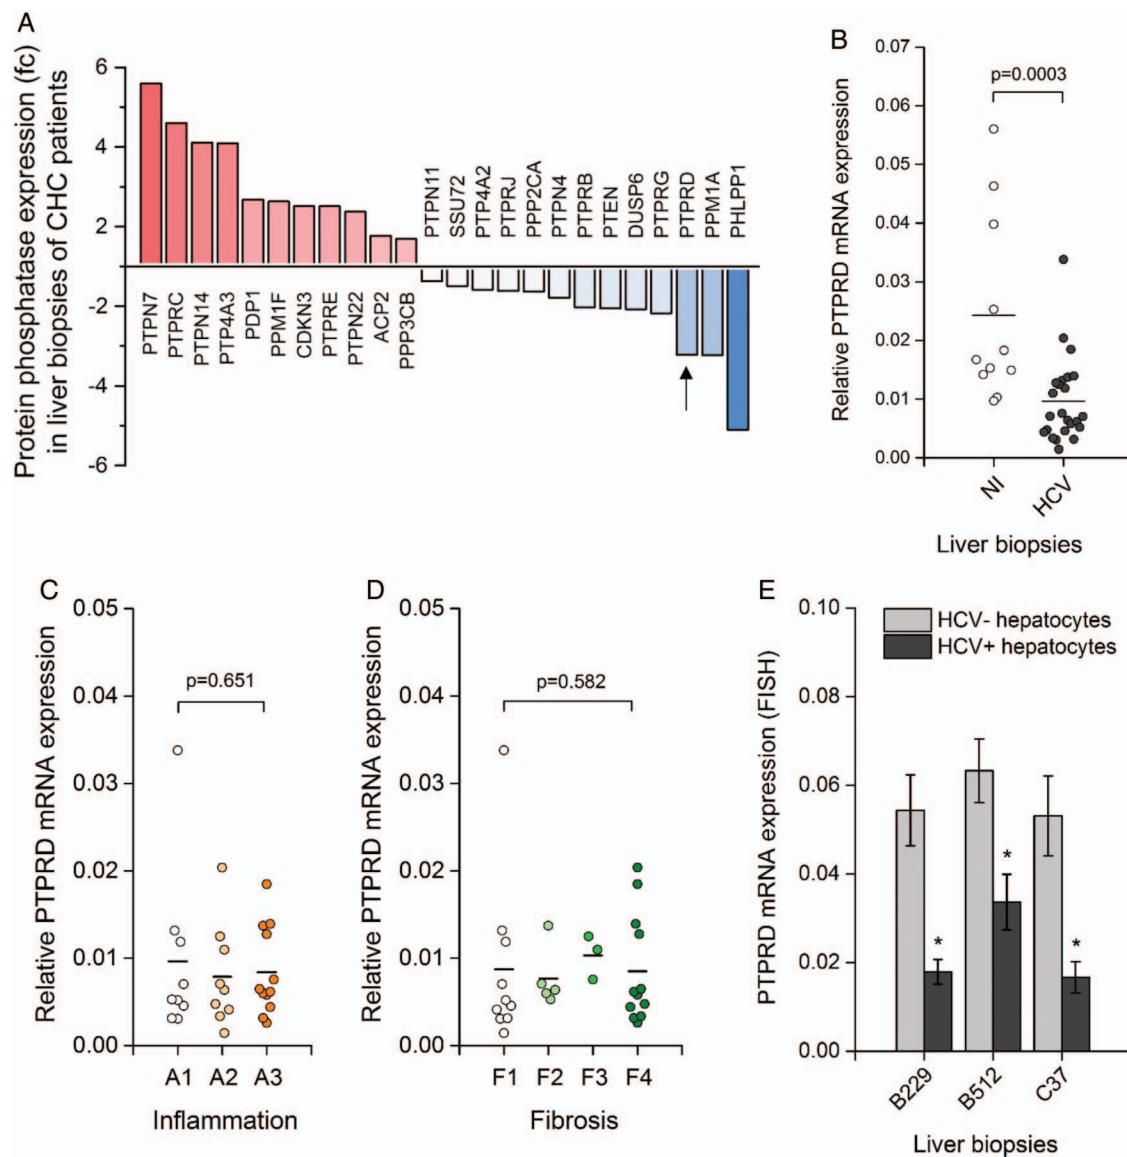 A
Protein phosphatase expression (fc)
in liver biopsies of CHC patients
6
4
2
-2
-4
-6
PTPN7
PTPRC
PTPN14
PTP4A3
PDP1
PPM1F
CDKN3
PTPRE
PTPN22
ACP2
PPP3CB
PTPN11
SSU72
PTP4A2
PTPRJ
PPP2CA
PTPN4
PTPRB
PTEN
DUSP6
PTPRG
PTPRD
PPM1A
PHLPP1
B
Relative PTPRD mRNA expression
0.07
0.06
0.05
0.04
0.03
0.02
0.01
0.00
p=0.0003
NI
HCV
Liver biopsies
C
Relative PTPRD mRNA expression
0.05
0.04
0.03
0.02
0.01
0.00
p=0.651
A1 A2 A3
Inflammation
D
Relative PTPRD mRNA expression
0.05
0.04
0.03
0.02
0.01
0.00
p=0.582
F1 F2 F3 F4
Fibrosis
E
PTPRD mRNA expression (FISH)
0.10
0.08
0.06
0.04
0.02
0.00
HCV- hepatocytes
HCV+ hepatocytes
*
*
*
B229
B512
C37
Liver biopsies